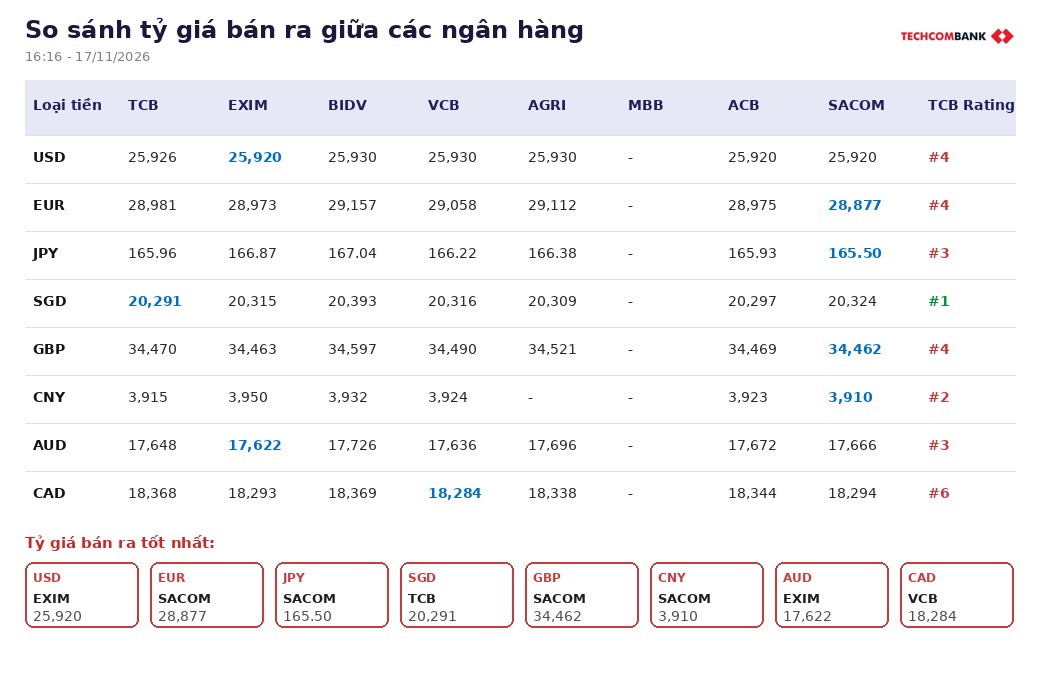 So sánh tỷ giá bán ra giữa các ngân hàng
TECHCOMBANK
16:16 - 17/11/2026
Loại tiền TCB EXIM BIDV VCB AGRI MBB ACB SACOM TCB Rating
USD 25,926 25,920 25,930 25,930 25,930 - 25,920 25,920 #4
EUR 28,981 28,973 29,157 29,058 29,112 - 28,975 28,877 #4
JPY 165.96 166.87 167.04 166.22 166.38 - 165.93 165.50 #3
SGD 20,291 20,315 20,393 20,316 20,309 - 20,297 20,324 #1
GBP 34,470 34,463 34,597 34,490 34,521 - 34,469 34,462 #4
CNY 3,915 3,950 3,932 3,924 - - 3,923 3,910 #2
AUD 17,648 17,622 17,726 17,636 17,696 - 17,672 17,666 #3
CAD 18,368 18,293 18,369 18,284 18,338 - 18,344 18,294 #6
Tỷ giá bán ra tốt nhất:
USD EUR JPY SGD GBP CNY AUD CAD
EXIM SACOM SACOM TCB SACOM SACOM EXIM VCB
25,920 28,877 165.50 20,291 34,462 3,910 17,622 18,284